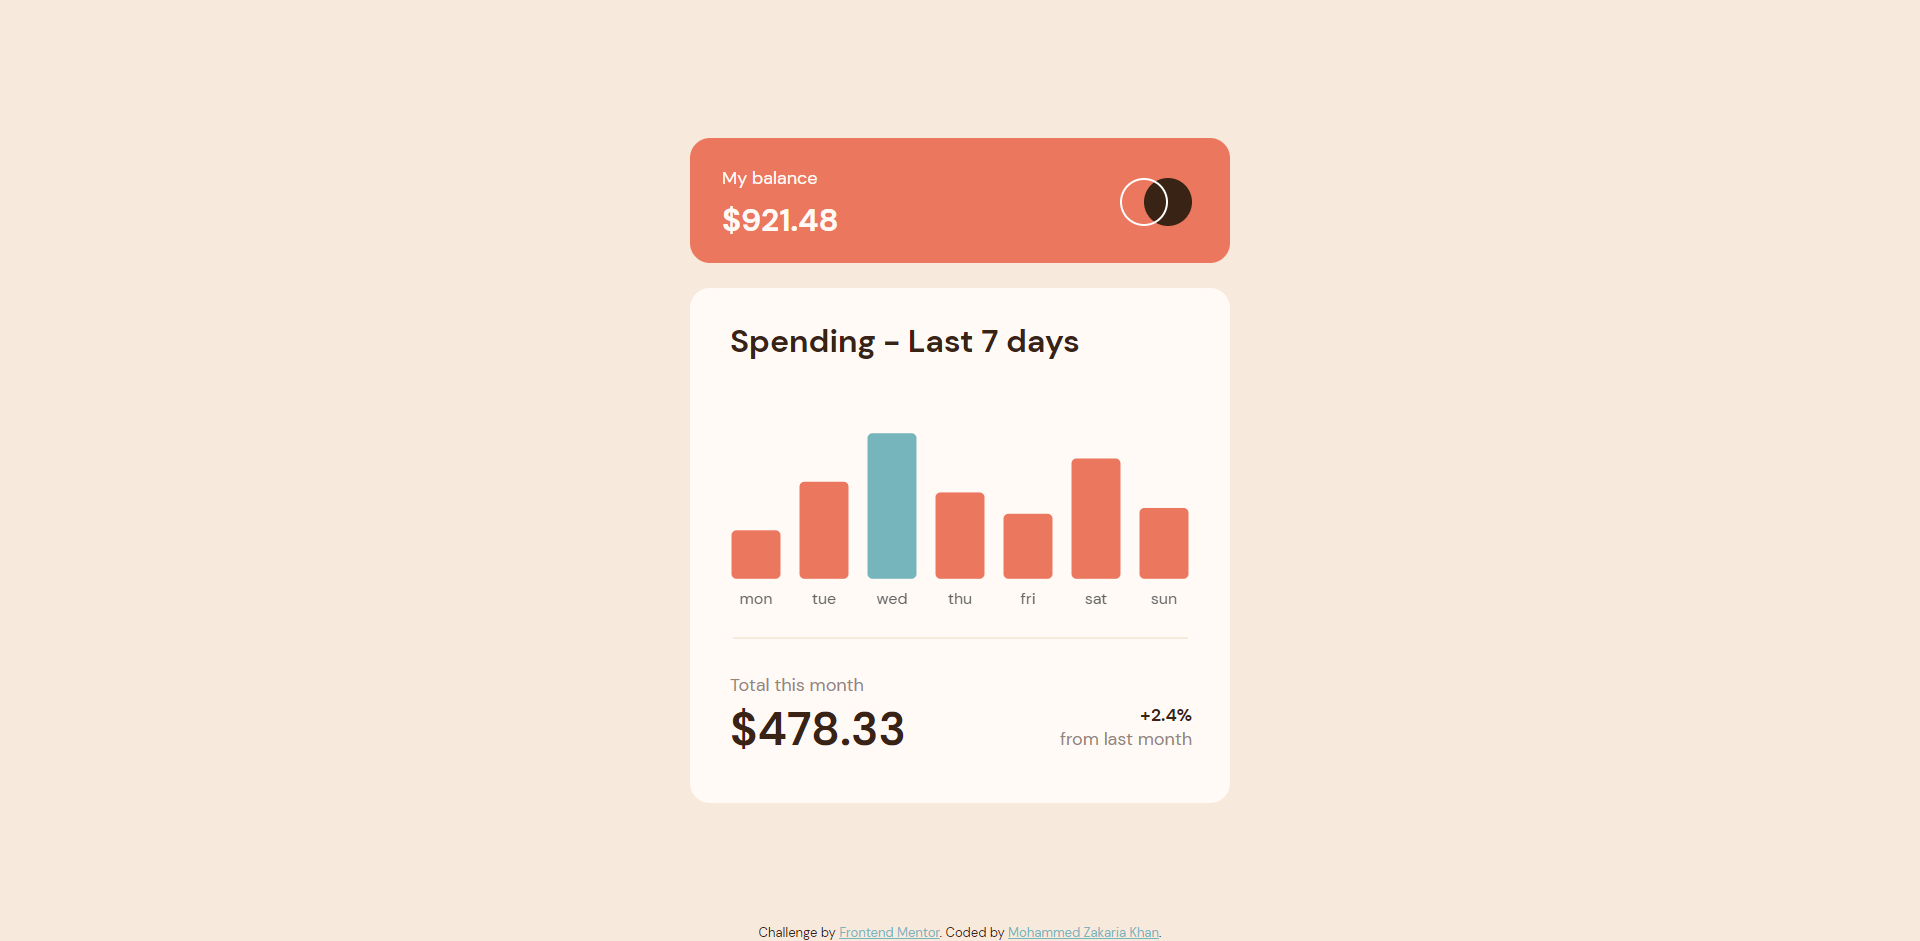 My balance
$921.48
Spending - Last 7 days
mon tue wed thu fri sat sun
Total this month
$478.33
+2.4%
from last month
Challenge by Frontend Mentor. Coded by Mohammed Zakaria Khan.